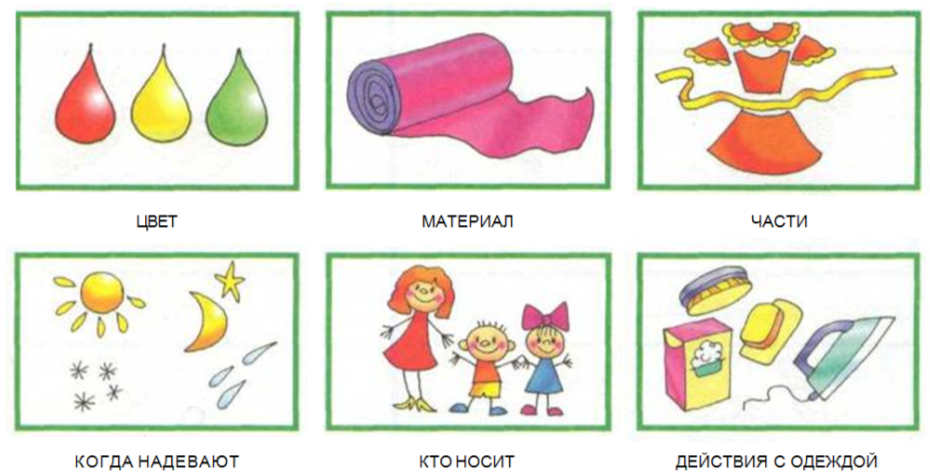 ЦВЕТ
МАТЕРИАЛ
ЧАСТИ
КОГДА НАДЕВАЮТ
КТО НОСИТ
ДЕЙСТВИЯ С ОДЕЖДОЙ